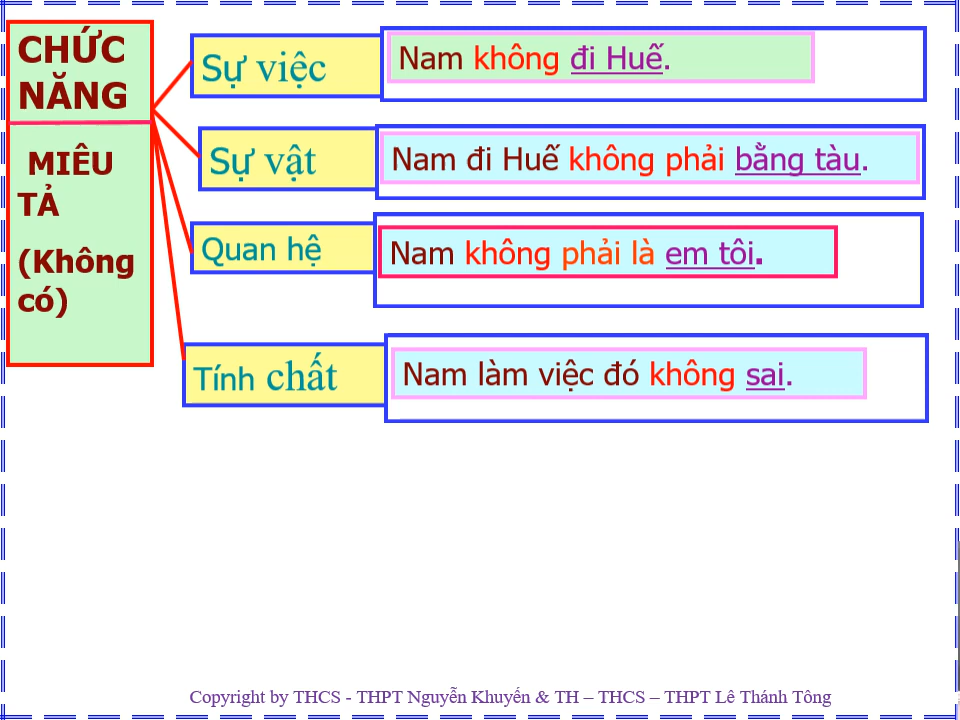 CHỨC
NĂNG
MIÊU
TẢ
(Không
có)
Sự việc
Nam không đi Huế.
Sự vật
Nam đi Huế không phải bằng tàu.
Quan hệ
Nam không phải là em tôi.
Tính chất
Nam làm việc đó không sai.
Copyright by THCS - THPT Nguyễn Khuyến & TH – THCS – THPT Lê Thánh Tông